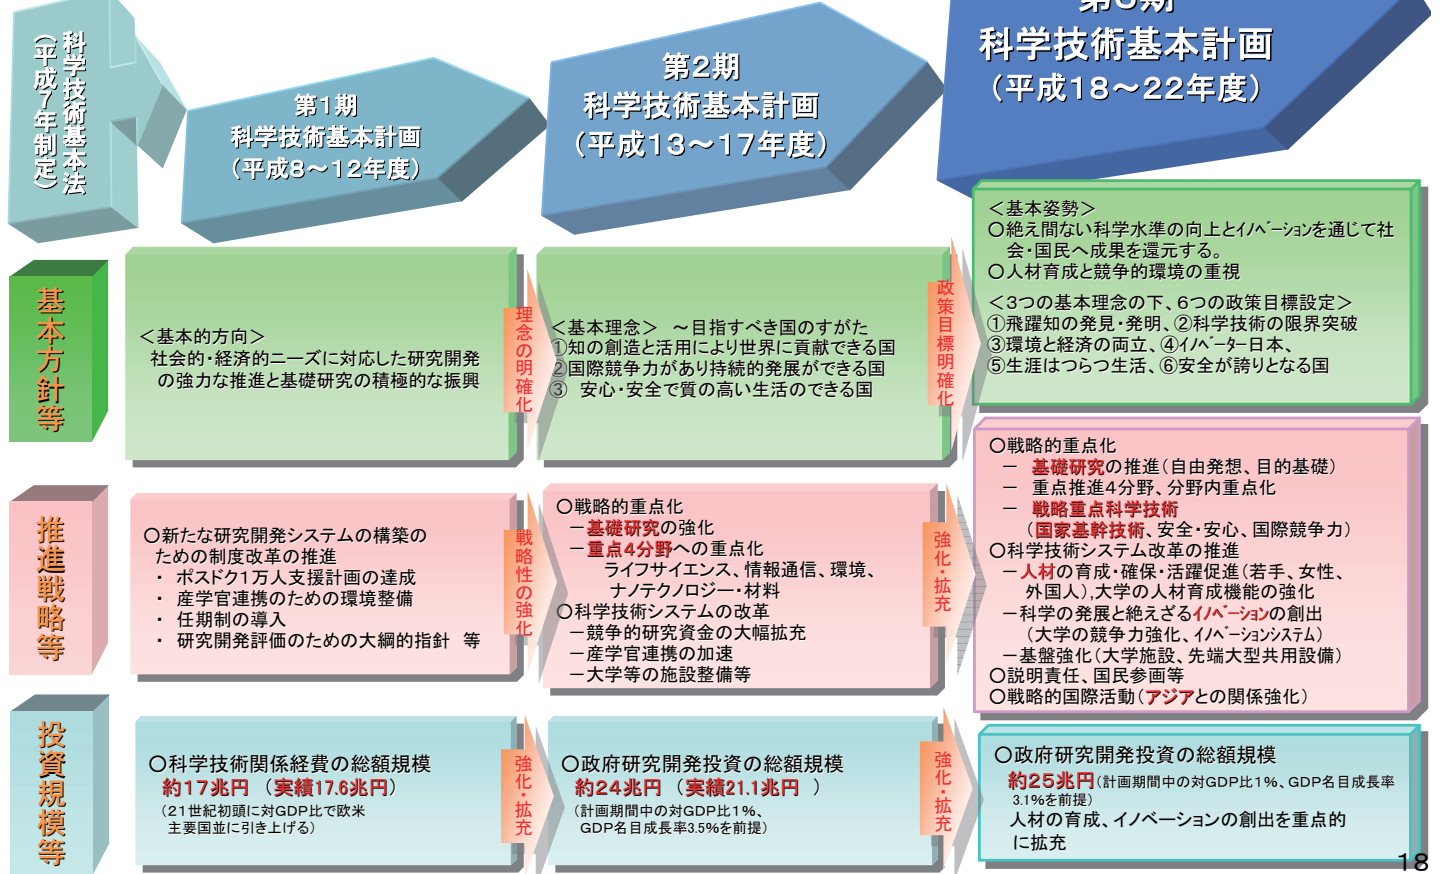 科学技術基本法
（平成７年制定）
第１期
科学技術基本計画
（平成８～１２年度）
第２期
科学技術基本計画
（平成１３～１７年度）
第３期
科学技術基本計画
（平成１８～２２年度）
基本方針等
＜基本的方向＞
社会的・経済的ニーズに対応した研究開発
の強力な推進と基礎研究の積極的な振興
理念の明確化
＜基本理念＞　～目指すべき国のすがた
①知の創造と活用により世界に貢献できる国
②国際競争力があり持続的発展ができる国
③　安心・安全で質の高い生活のできる国
政策目標明確化
＜基本姿勢＞
○絶え間ない科学水準の向上とｲﾉﾍﾞｰｼｮﾝを通じて社
会・国民へ成果を還元する。
○人材育成と競争的環境の重視
＜３つの基本理念の下、６つの政策目標設定＞
①飛躍知の発見・発明、②科学技術の限界突破
③環境と経済の両立、④ｲﾉﾍﾞｰﾀｰ日本、
⑤生涯はつらつ生活、⑥安全が誇りとなる国
推進戦略等
○新たな研究開発システムの構築の
ための制度改革の推進
・　ポスドク１万人支援計画の達成
・　産学官連携のための環境整備
・　任期制の導入
・　研究開発評価のための大綱的指針　等
戦略性の強化
○戦略的重点化
－基礎研究の強化
－重点４分野への重点化
ライフサイエンス、情報通信、環境、
ナノテクノロジー・材料
○科学技術システムの改革
－競争的研究資金の大幅拡充
－産学官連携の加速
－大学等の施設整備等
強化・拡充
○戦略的重点化
－　基礎研究の推進（自由発想、目的基礎）
－　重点推進４分野、分野内重点化
－　戦略重点科学技術
（国家基幹技術、安全・安心、国際競争力）
○科学技術システム改革の推進
－人材の育成・確保・活躍促進（若手、女性、
外国人）,大学の人材育成機能の強化
－科学の発展と絶えざるｲﾉﾍﾞｰｼｮﾝの創出
（大学の競争力強化、ｲﾉﾍﾞｰｼｮﾝｼｽﾃﾑ）
－基盤強化（大学施設、先端大型共用設備）
○説明責任、国民参画等
○戦略的国際活動（アジアとの関係強化）
投資規模等
○科学技術関係経費の総額規模
約１７兆円　（実績17.6兆円）
（２１世紀初頭に対GDP比で欧米
主要国並に引き上げる）
強化・拡充
○政府研究開発投資の総額規模
約２４兆円　（実績21.1兆円　）
（計画期間中の対GDP比１％、
GDP名目成長率3.5%を前提）
強化・拡充
○政府研究開発投資の総額規模
約２５兆円（計画期間中の対GDP比１％、GDP名目成長率
3.1%を前提）
人材の育成、イノベーションの創出を重点的
に拡充
18